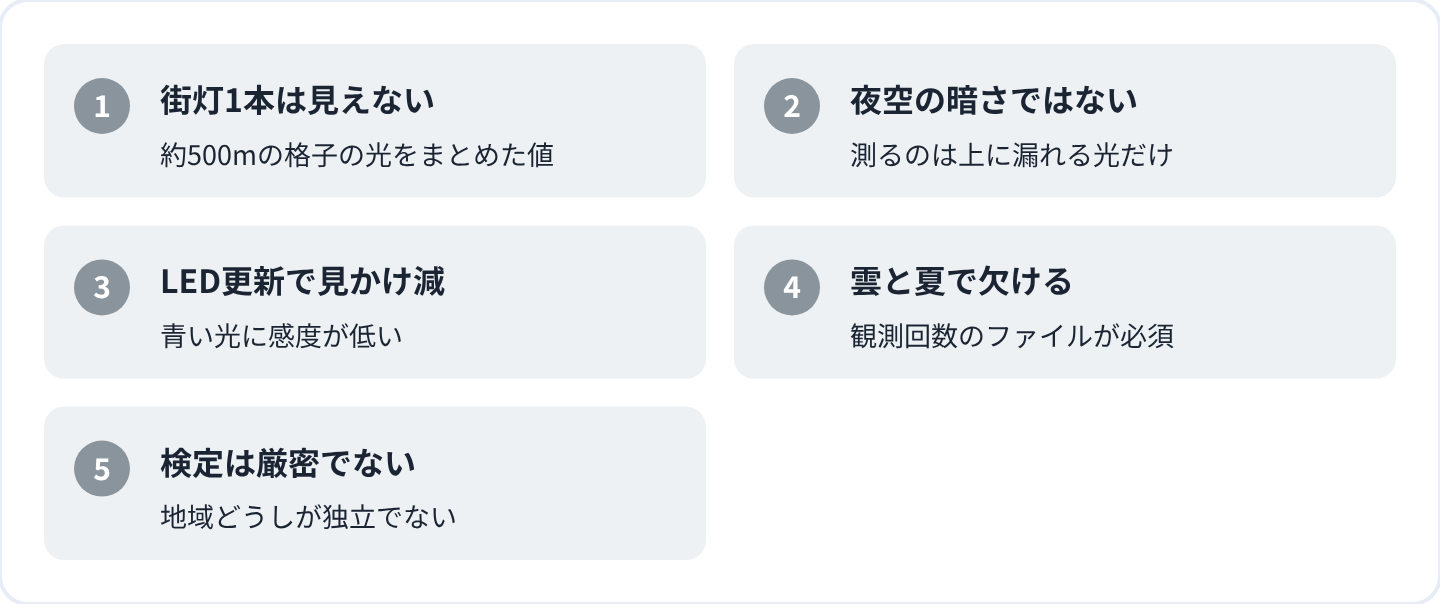 1
街灯1本は見えない
約500mの格子の光をまとめた値
2
夜空の暗さではない
測るのは上に漏れる光だけ
3
LED更新で見かけ減
青い光に感度が低い
4
雲と夏で欠ける
観測回数のファイルが必須
5
検定は厳密でない
地域どうしが独立でない